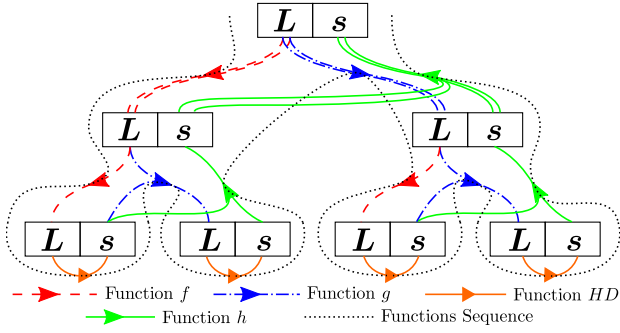 L s
L s L s
L s L s L s L s
Function f Function g Function HD
Function h Functions Sequence